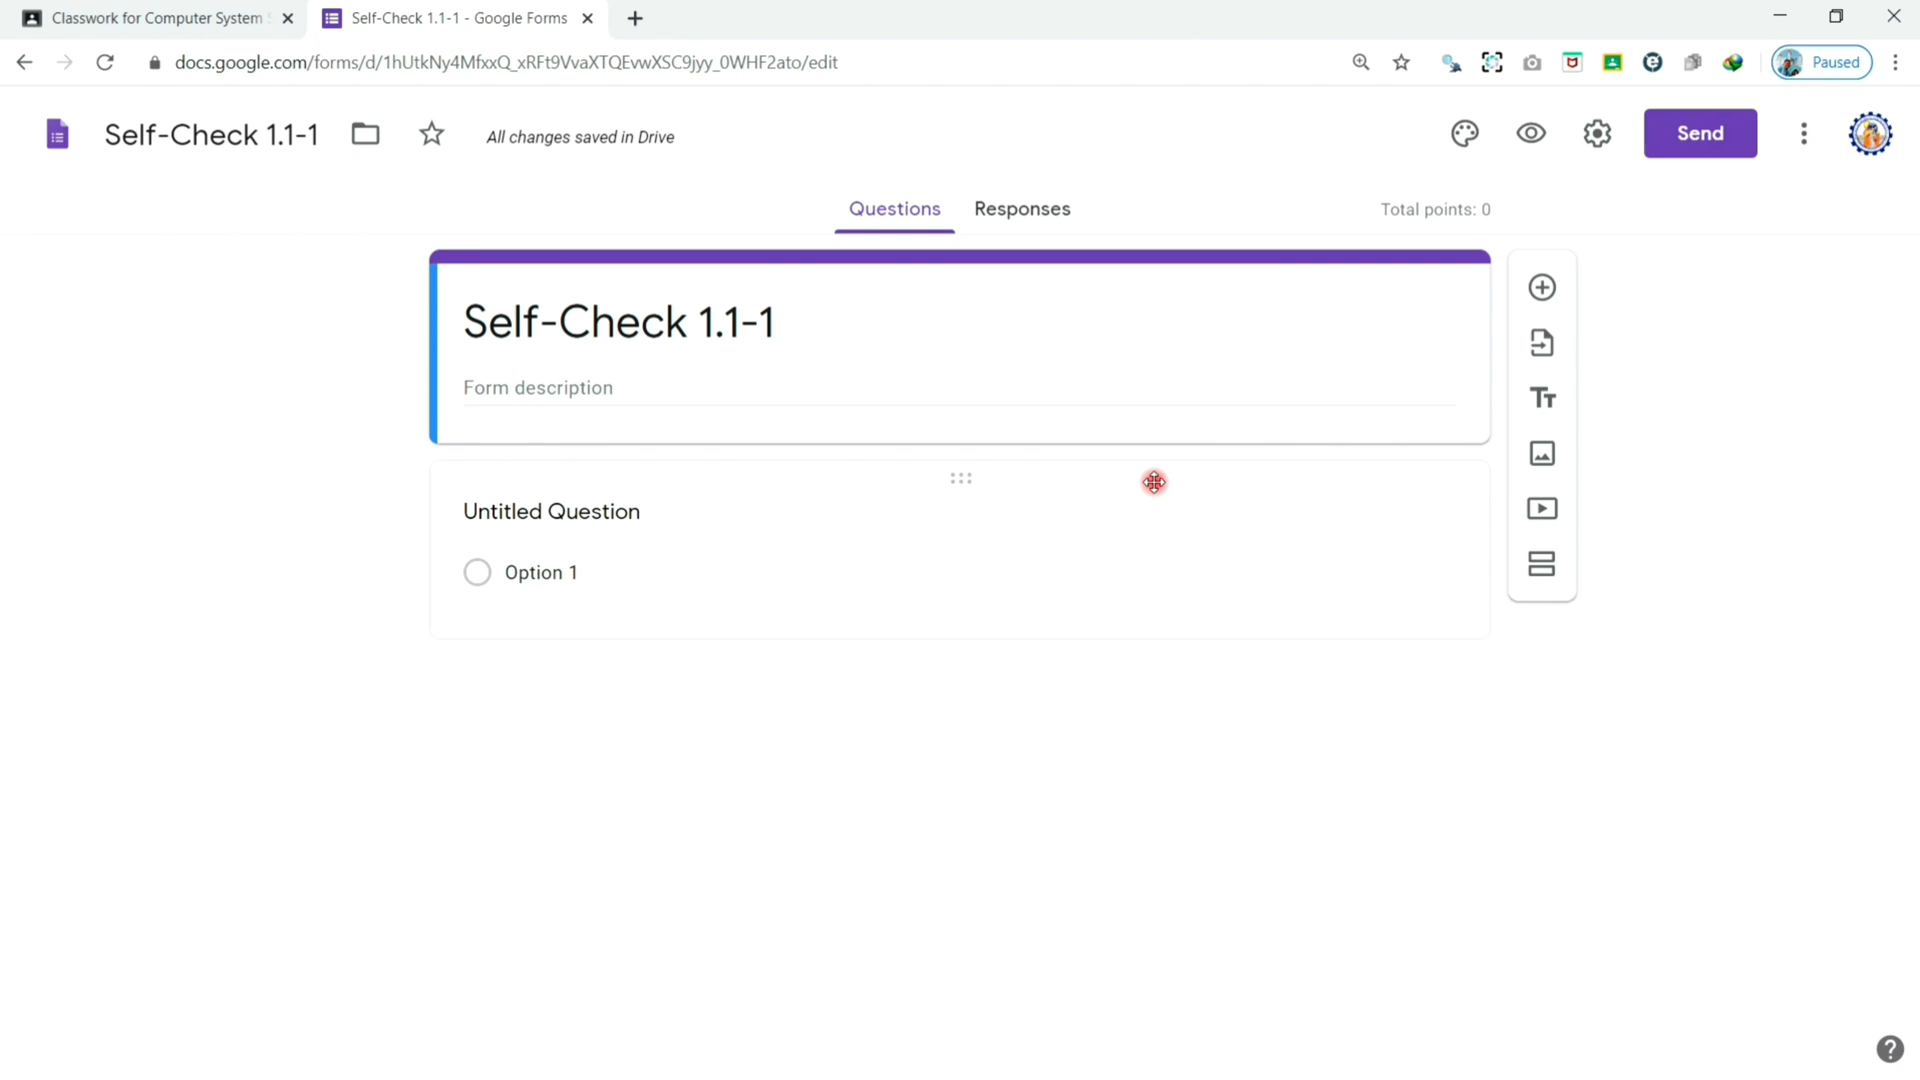 Classwork for Computer System S
Self-Check 1.1-1 - Google Forms
docs.google.com/forms/d/1hUtkNy4MfxxQ_xRFt9VvaXTQEvwXSC9jyy_0WHF2ato/edit
Paused
Self-Check 1.1-1
All changes saved in Drive
Send
Questions
Responses
Total points: 0
Self-Check 1.1-1
Form description
Untitled Question
Option 1